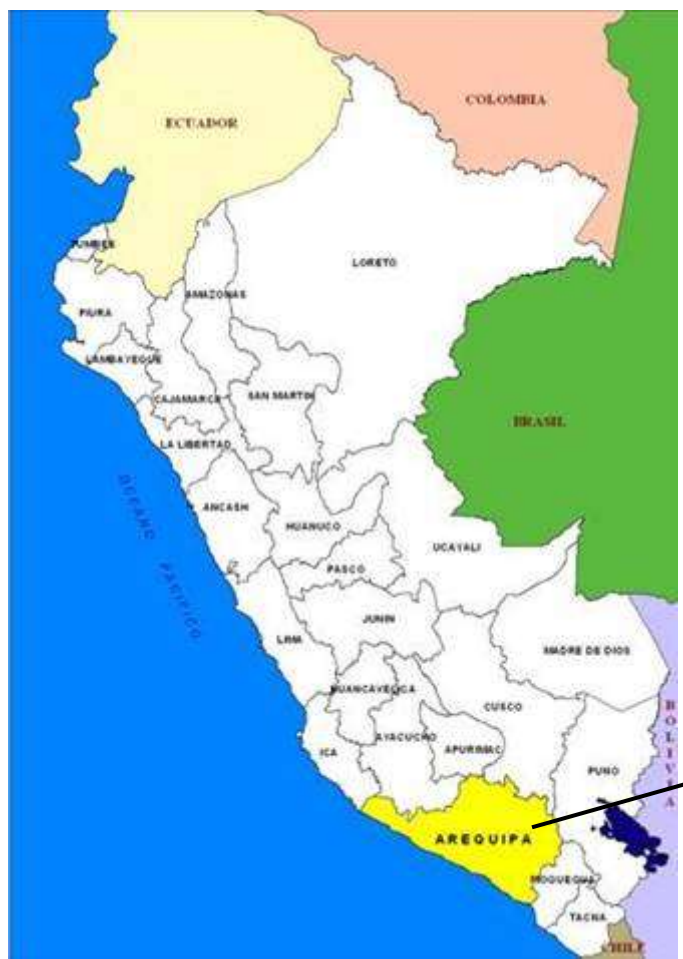 COLOMBIA
ECUADOR
TUMBES
LORETO
AMAZONAS
PIURA
LAMBAYEQUE
CAJAMARCA
SAN MARTIN
LA LIBERTAD
BRASIL
ANCASH
HUANUCO
UCAYALI
PASCO
OCEANO PACIFICO
JUNIN
LIMA
MADRE DE DIOS
HUANCAVELICA
CUSCO
BOLIVIA
AYACUCHO
ICA
APURIMAC
PUNO
AREQUIPA
MOQUEGUA
TACNA
CHILE